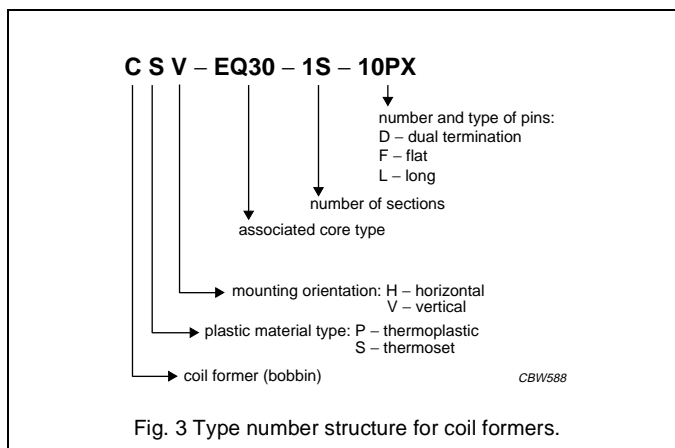 C S V – EQ30 – 1S – 10PX
number and type of pins:
D – dual termination
F – flat
L – long
number of sections
associated core type
mounting orientation: H – horizontal
V – vertical
plastic material type: P – thermoplastic
S – thermoset
coil former (bobbin)
CBW588
Fig. 3 Type number structure for coil formers.